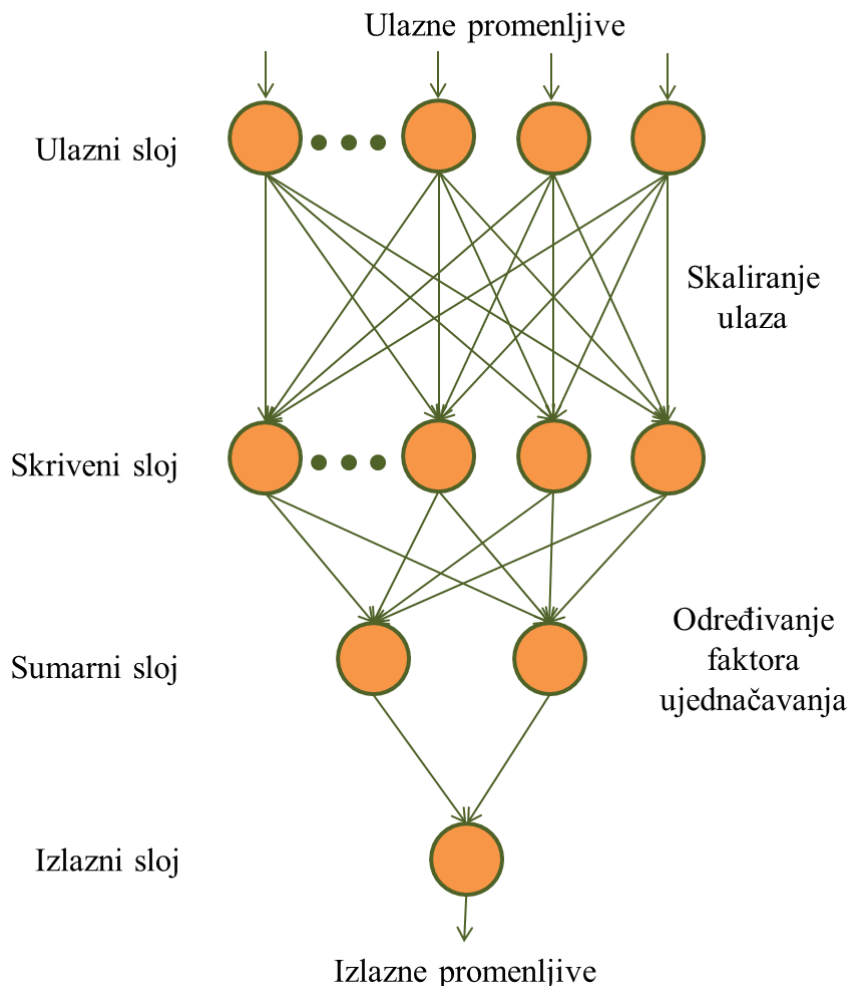 Ulazne promenljive
Ulazni sloj
Skaliranje
ulaza
Skriveni sloj
Određivanje
faktora
ujednačavanja
Sumarni sloj
Izlazni sloj
Izlazne promenljive